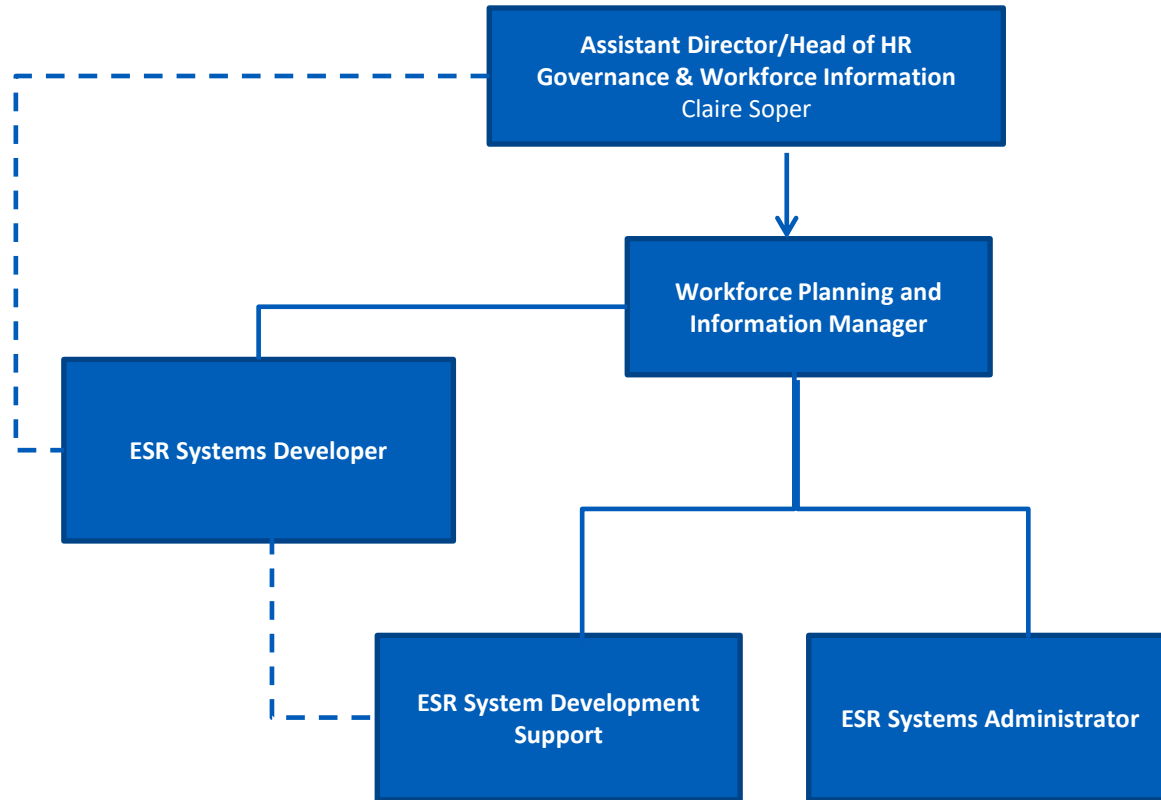 Assistant Director/Head of HR
Governance & Workforce Information
Claire Soper
Workforce Planning and
Information Manager
ESR Systems Developer
ESR System Development
Support
ESR Systems Administrator